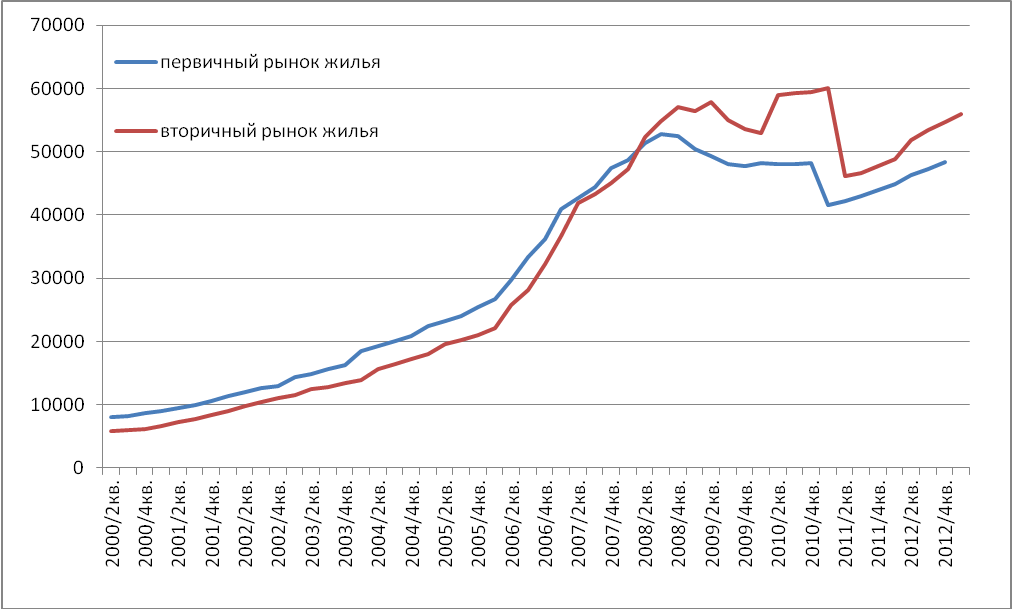 70000
60000
50000
40000
30000
20000
10000
0
первичный рынок жилья
вторичный рынок жилья
2000/2кв.
2000/4кв.
2001/2кв.
2001/4кв.
2002/2кв.
2002/4кв.
2003/2кв.
2003/4кв.
2004/2кв.
2004/4кв.
2005/2кв.
2005/4кв.
2006/2кв.
2006/4кв.
2007/2кв.
2007/4кв.
2008/2кв.
2008/4кв.
2009/2кв.
2009/4кв.
2010/2кв.
2010/4кв.
2011/2кв.
2011/4кв.
2012/2кв.
2012/4кв.